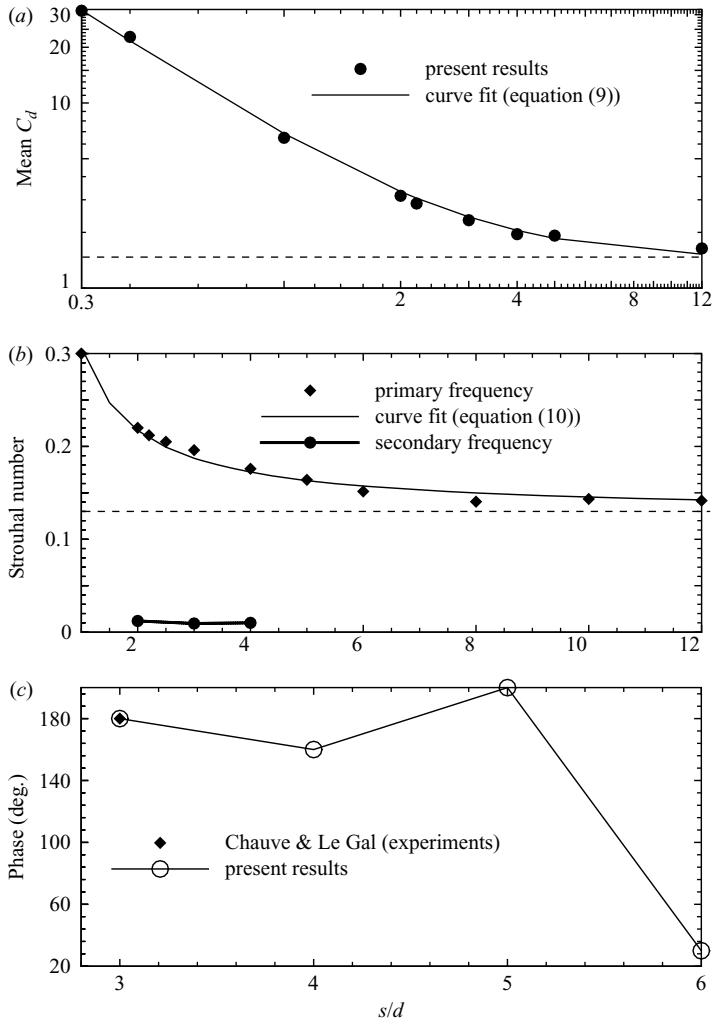 (a)
30
20
10
1
Mean C_d
present results
curve fit (equation (9))
0.3
2
4
8
12
(b)
0.3
0.2
0.1
0
Strouhal number
primary frequency
curve fit (equation (10))
secondary frequency
2
4
6
8
10
12
(c)
180
140
100
60
20
Phase (deg.)
Chauve & Le Gal (experiments)
present results
3
4
5
6
s/d